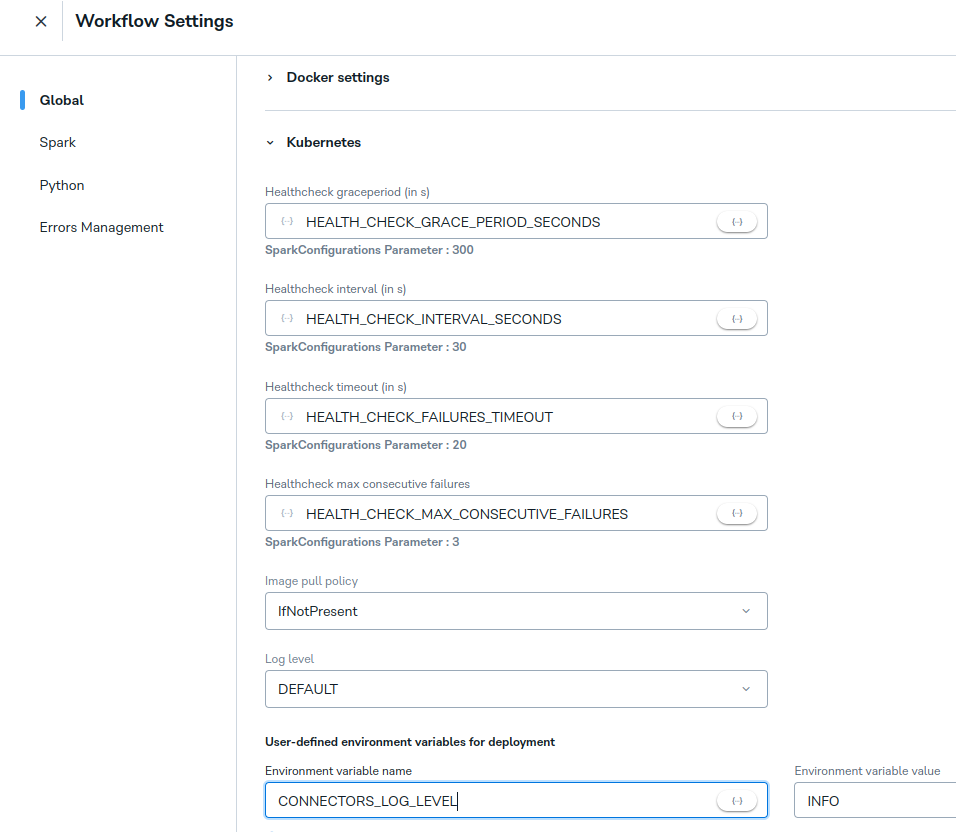 Workflow Settings
Global
Spark
Python
Errors Management
Docker settings
Kubernetes
Healthcheck graceperiod (in s)
HEALTH_CHECK_GRACE_PERIOD_SECONDS
SparkConfigurations Parameter : 300
Healthcheck interval (in s)
HEALTH_CHECK_INTERVAL_SECONDS
SparkConfigurations Parameter : 30
Healthcheck timeout (in s)
HEALTH_CHECK_FAILURES_TIMEOUT
SparkConfigurations Parameter : 20
Healthcheck max consecutive failures
HEALTH_CHECK_MAX_CONSECUTIVE_FAILURES
SparkConfigurations Parameter : 3
Image pull policy
IfNotPresent
Log level
DEFAULT
User-defined environment variables for deployment
Environment variable name
CONNECTORS_LOG_LEVEL
Environment variable value
INFO